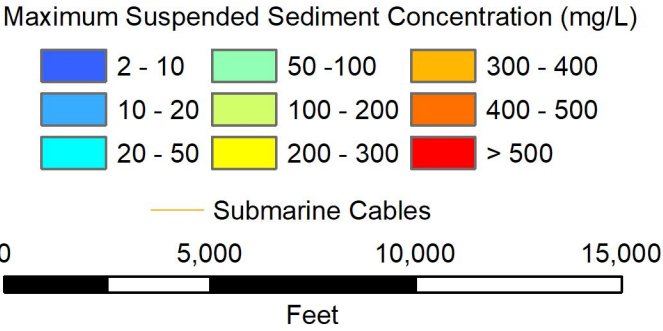 Maximum Suspended Sediment Concentration (mg/L)
2 - 10 50 -100 300 - 400
10 - 20 100 - 200 400 - 500
20 - 50 200 - 300 > 500
Submarine Cables
0 5,000 10,000 15,000
Feet